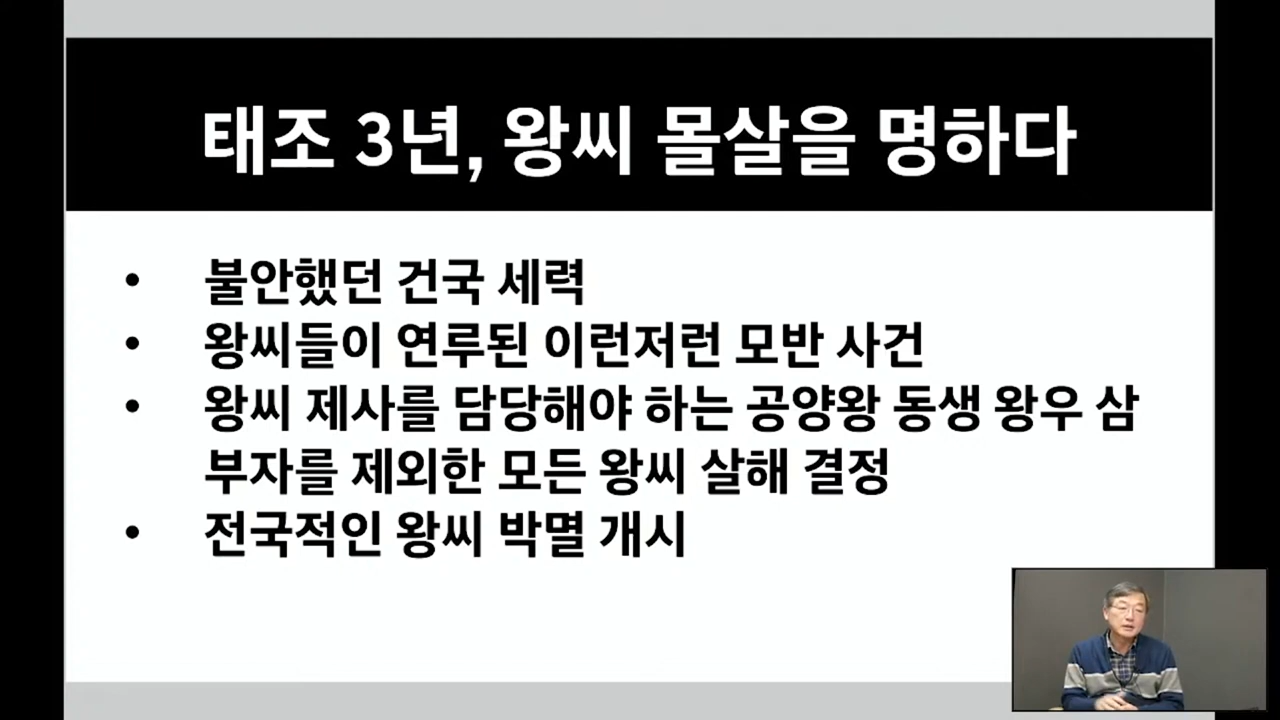 태조 3년, 왕씨 몰살을 명하다
• 불안했던 건국 세력
• 왕씨들이 연루된 이런저런 모반 사건
• 왕씨 제사를 담당해야 하는 공양왕 동생 왕우 삼
부자를 제외한 모든 왕씨 살해 결정
• 전국적인 왕씨 박멸 개시